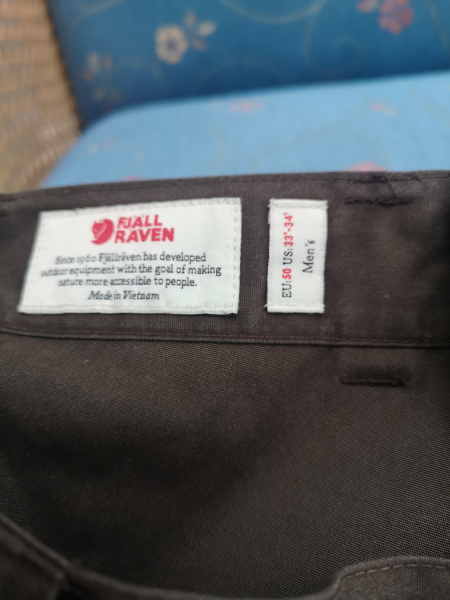 FJÄLL
RÄVEN
Since 1960 Fjällräven has developed
outdoor equipment with the goal of making
nature more accessible to people.
Made in Vietnam
EU:50 US:33"-34"
Men's